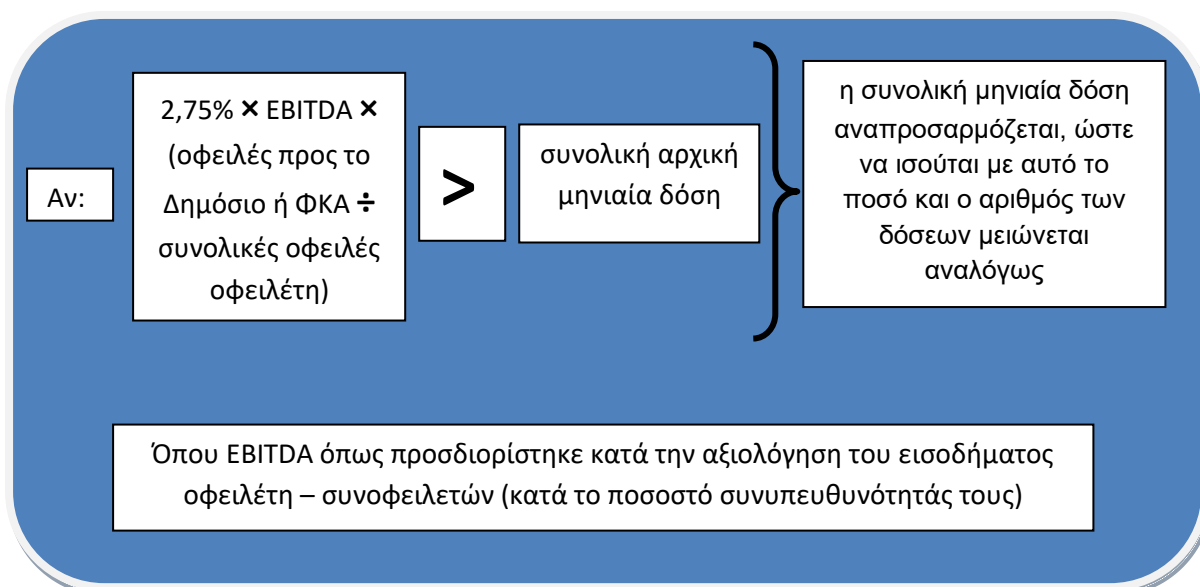 Αν:
2,75% × EBITDA ×
(οφειλές προς το
Δημόσιο ή ΦΚΑ ÷
συνολικές οφειλές
οφειλέτη)
>
συνολική αρχική
μηνιαία δόση
η συνολική μηνιαία δόση
αναπροσαρμόζεται, ώστε
να ισούται με αυτό το
ποσό και ο αριθμός των
δόσεων μειώνεται
αναλόγως
Όπου EBITDA όπως προσδιορίστηκε κατά την αξιολόγηση του εισοδήματος
οφειλέτη – συνοφειλετών (κατά το ποσοστό συνυπευθυνότητάς τους)